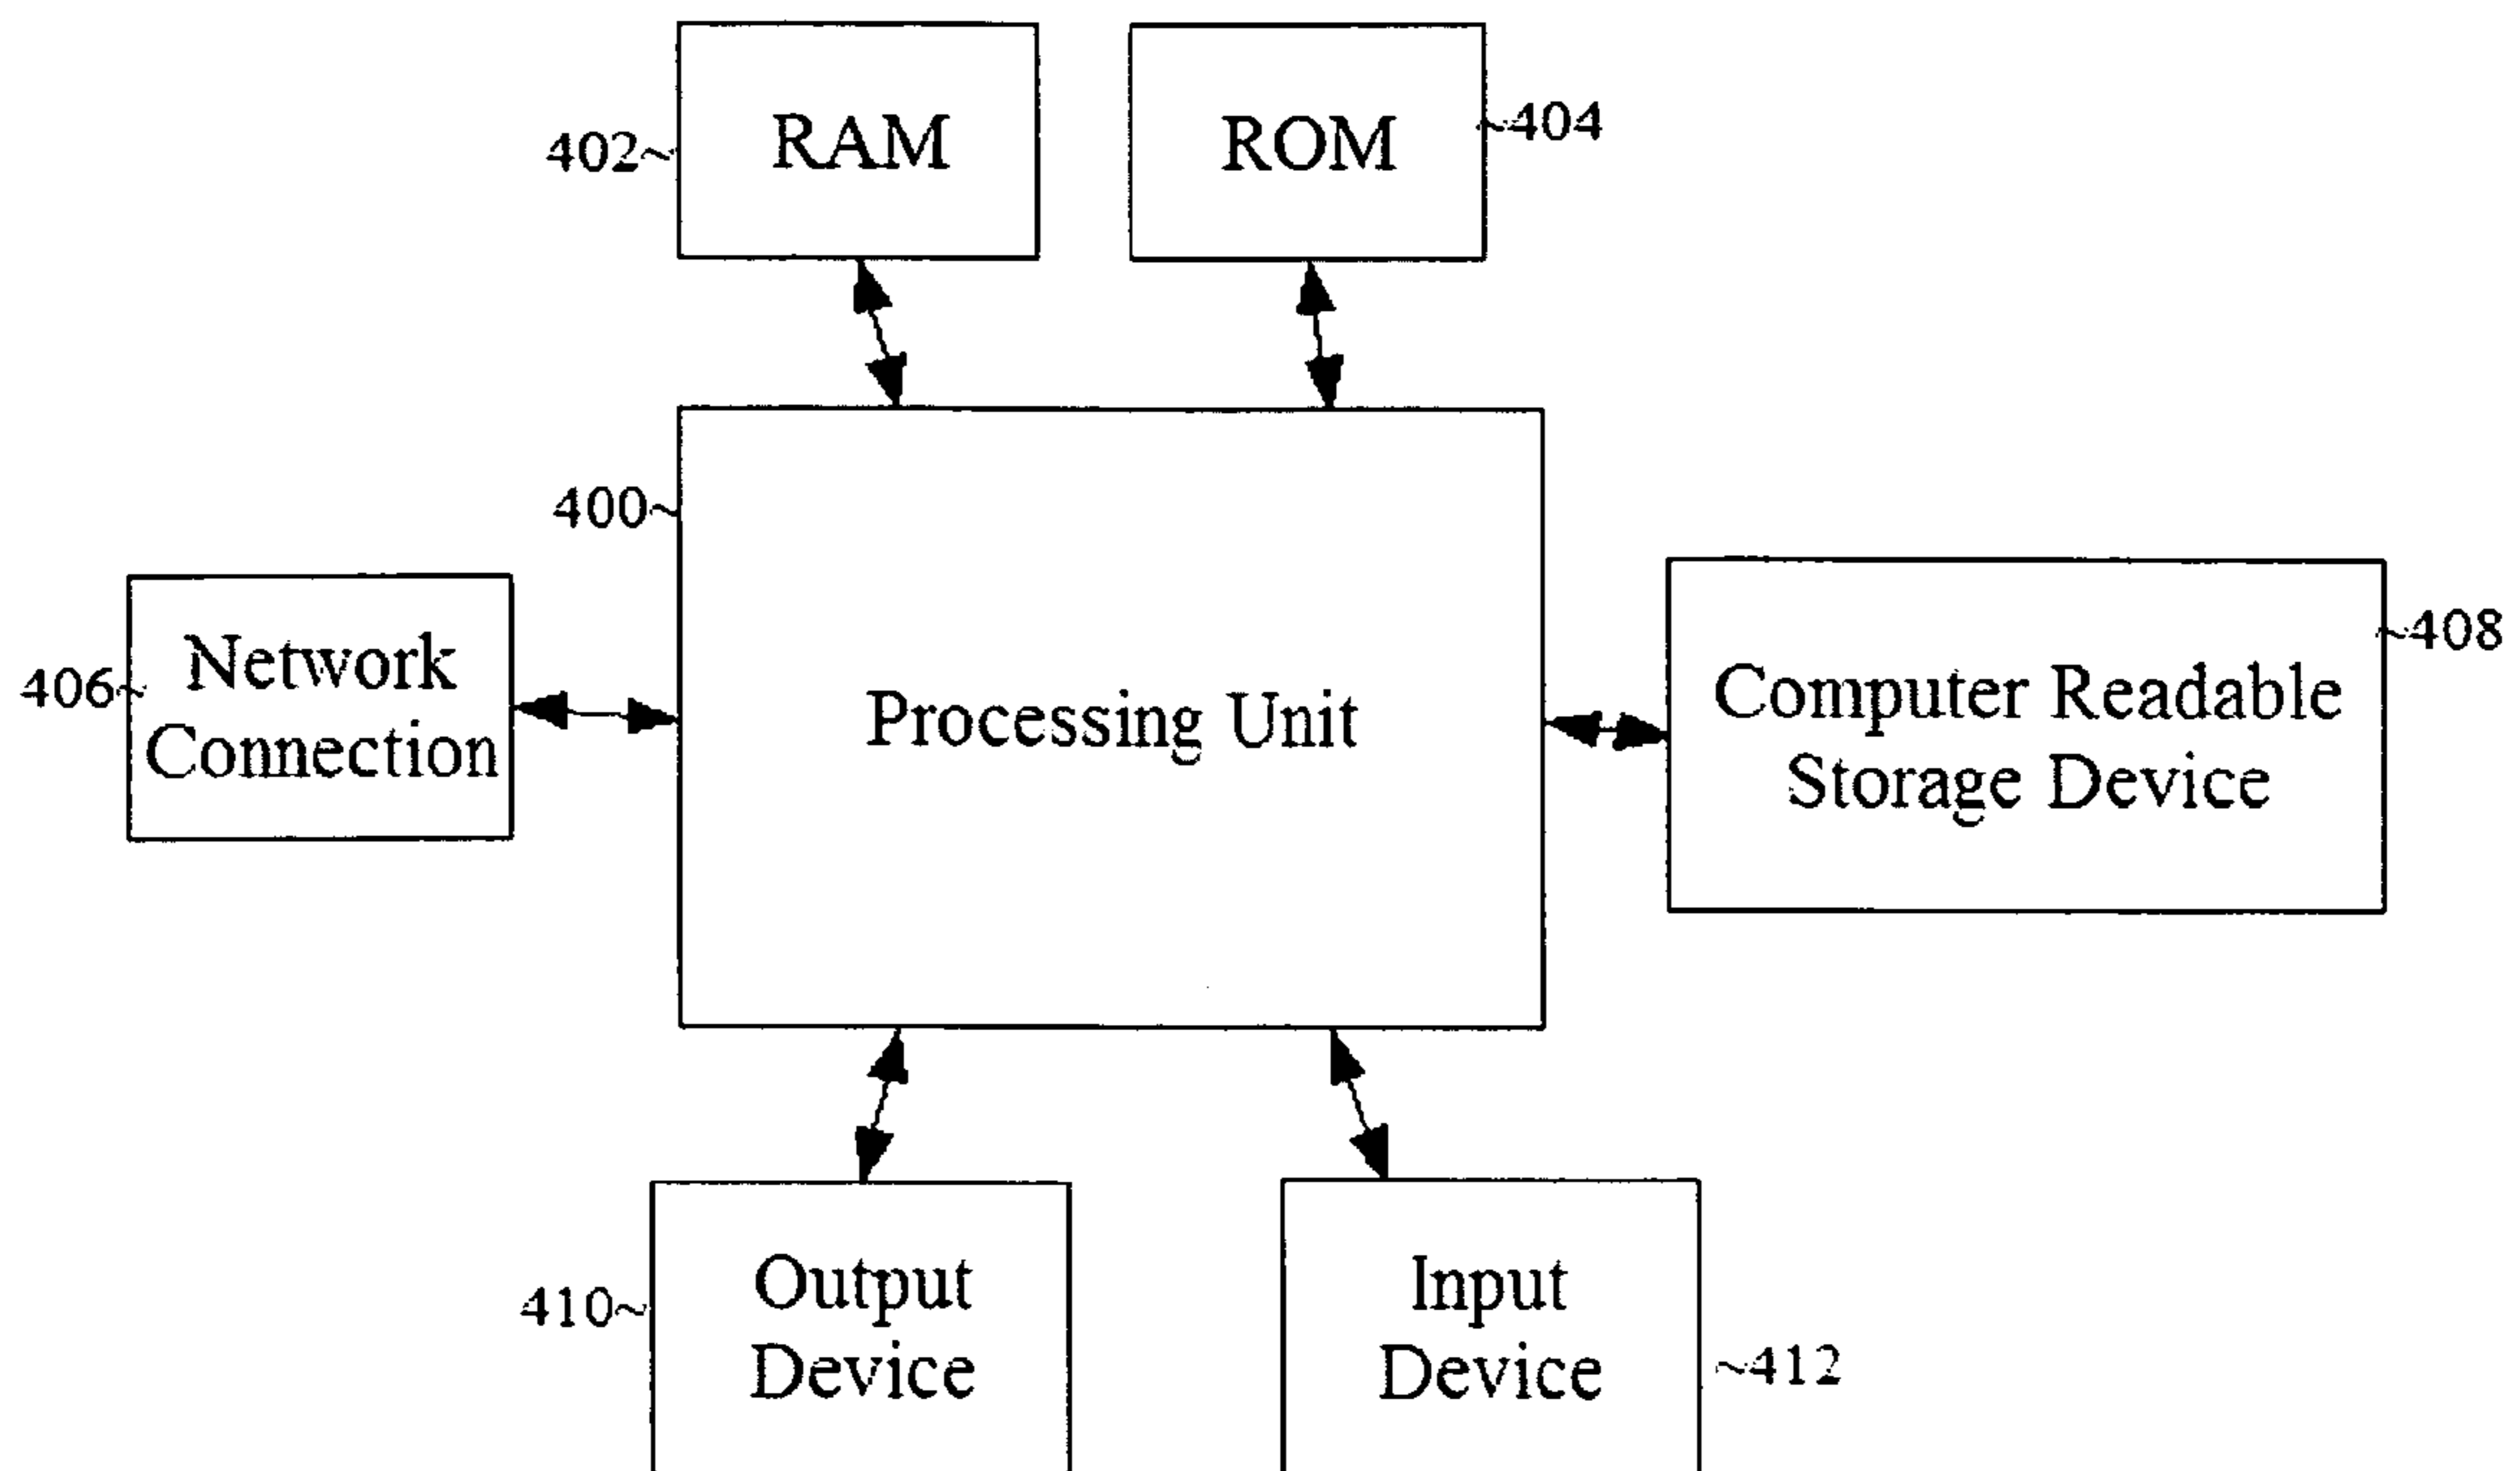 RAM
402~
ROM
~404
400~
Processing Unit
406~
Network
Connection
~408
Computer Readable
Storage Device
410~
Output
Device
Input
Device
~412